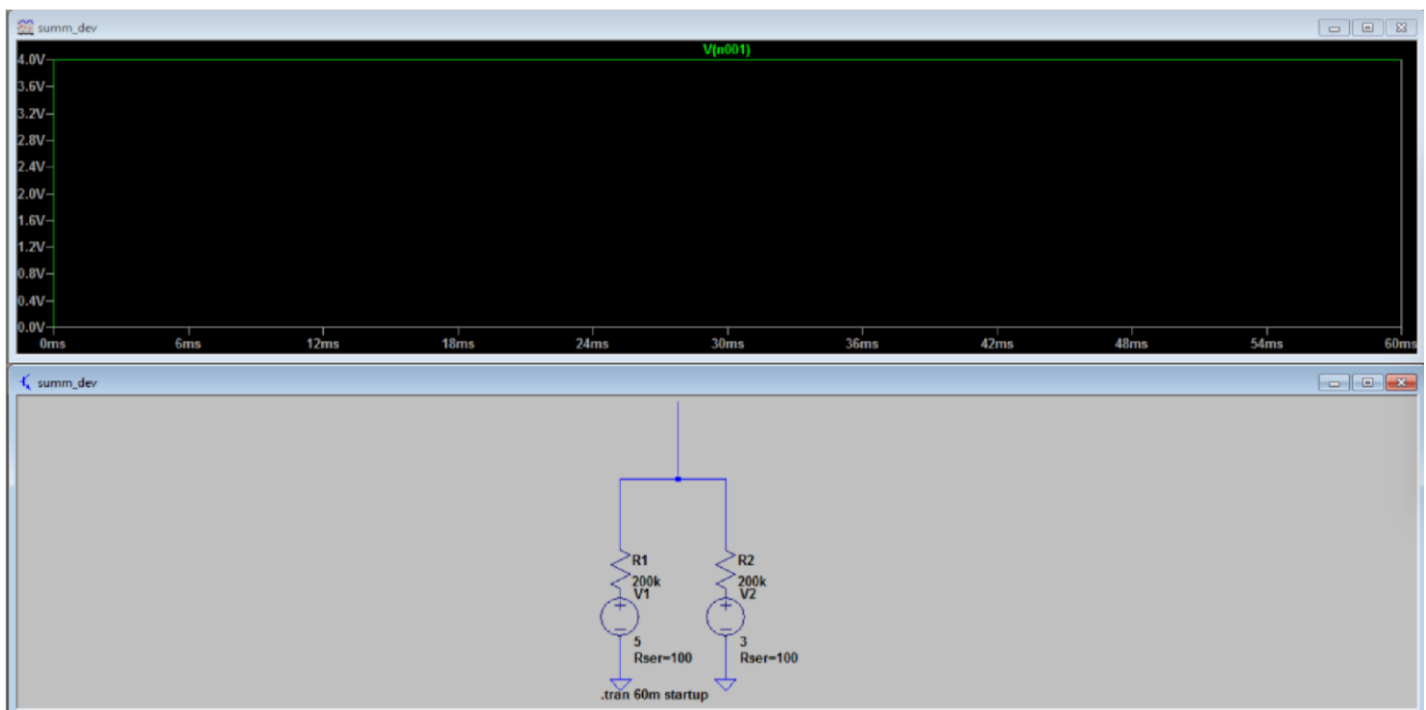 summ_dev
V(n001)
4.0V
3.6V
3.2V
2.8V
2.4V
2.0V
1.6V
1.2V
0.8V
0.4V
0.0V
0ms 6ms 12ms 18ms 24ms 30ms 36ms 42ms 48ms 54ms 60ms
summ_dev
R1 R2
200k 200k
V1 V2
5 3
Rser=100 Rser=100
.tran 60m startup